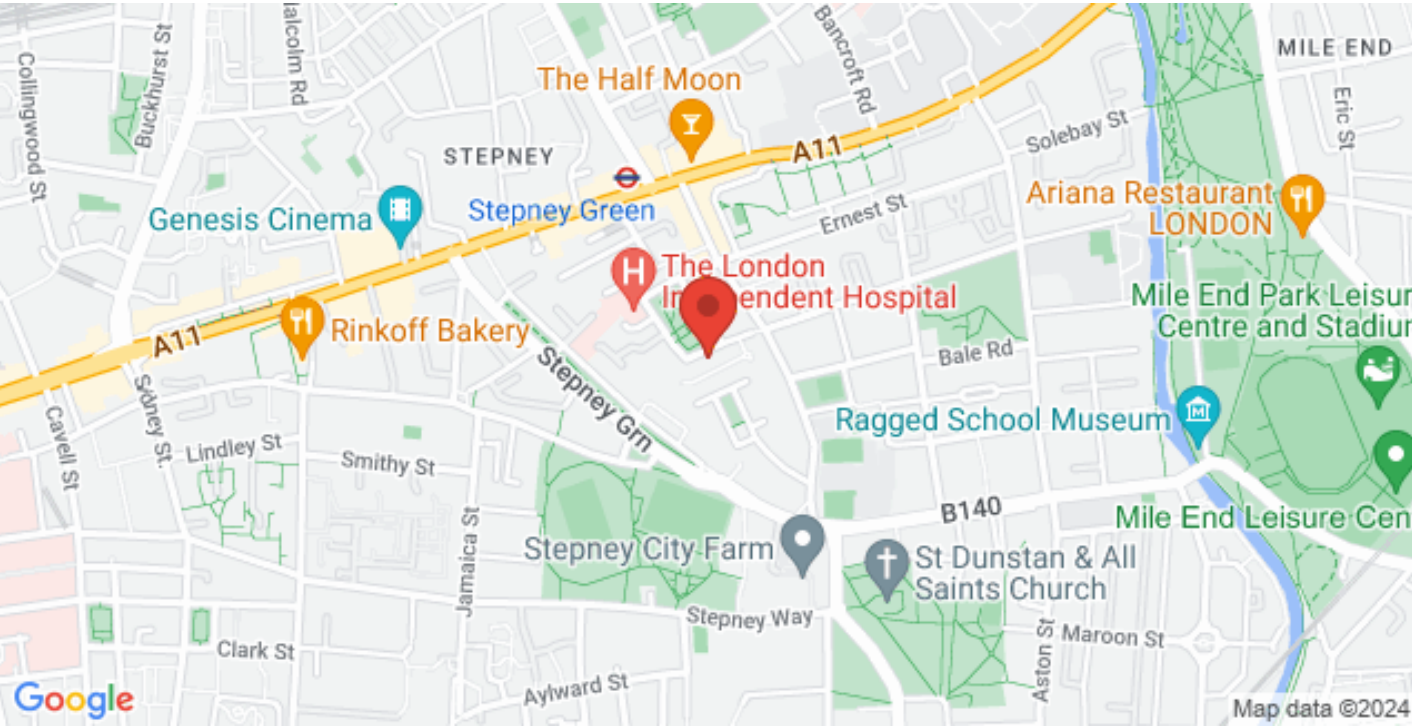 Collingwood St
Buckhurst St
Malcolm Rd
Bancroft Rd
MILE END
The Half Moon
Eric St
Solebay St
STEPNEY
A11
Ariana Restaurant
LONDON
Genesis Cinema
Stepney Green
Ernest St
H
The London
Hospital
Mile End Park
Centre and
A11
Rinkoff Bakery
Bale Rd
Stepney Grn
Sidney St
Cavell St
Ragged School Museum
M
Lindley St
Smithy St
B140
Mile End Leisure
Jamaica St
Stepney City Farm
St Dunstan & All
Saints Church
Stepney Way
Clark St
Aston St
Maroon St
Aylward St
Google
Map data ©2024